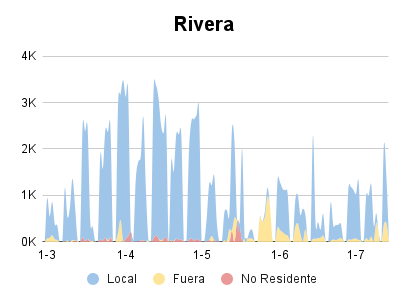 Rivera
4K
3K
2K
1K
0K
1-3 1-4 1-5 1-6 1-7
Local Fuera No Residente